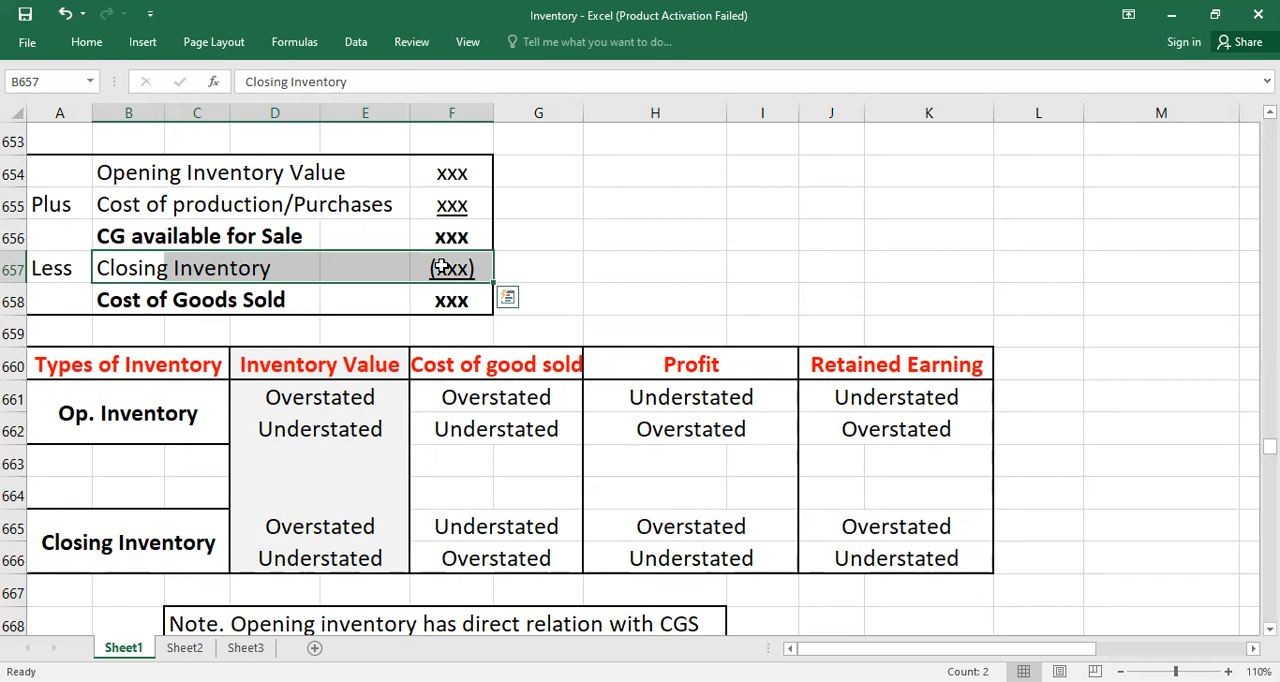 Inventory - Excel (Product Activation Failed)
File Home Insert Page Layout Formulas Data Review View Tell me what you want to do... Sign in Share
B657 fx Closing Inventory
A B C D E F G H I J K L M
653
654 Opening Inventory Value xxx
655 Plus Cost of production/Purchases xxx
656 CG available for Sale xxx
657 Less Closing Inventory (xxx)
658 Cost of Goods Sold xxx
659
660 Types of Inventory Inventory Value Cost of good sold Profit Retained Earning
661 Overstated Overstated Understated Understated
Op. Inventory
662 Understated Understated Overstated Overstated
663
664
665 Overstated Understated Overstated Overstated
Closing Inventory
666 Understated Overstated Understated Understated
667
668 Note. Opening inventory has direct relation with CGS
Sheet1 Sheet2 Sheet3
Ready Count: 2 110%